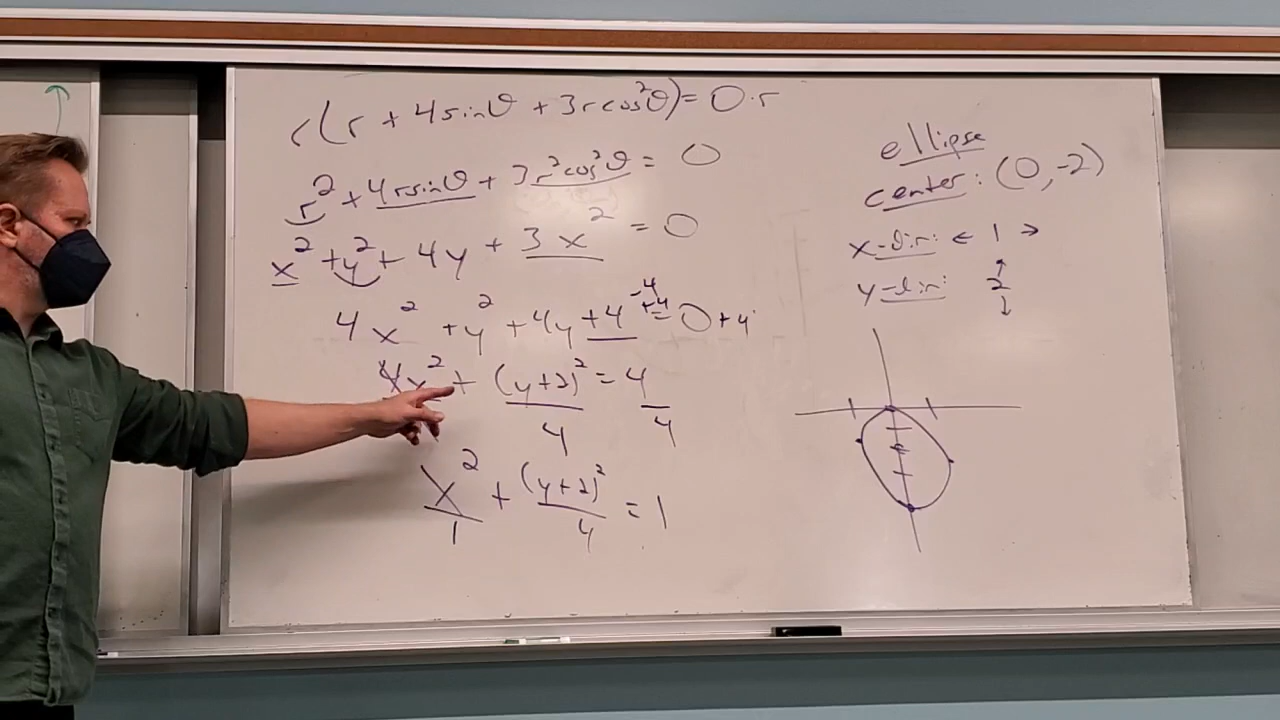 r(r + 4sinθ + 3rcos²θ) = 0·r
r² + 4rsinθ + 3r²cos²θ = 0
x² + y² + 4y + 3x² = 0
-4
4x² + y² + 4y + 4 +4 = 0 + 4
4x² + (y+2)² = 4
4 4
x² + (y+2)² = 1
1 4
ellipse
center: (0, -2)
x-dir: ← 1 →
↑
y-dir: 2
↓